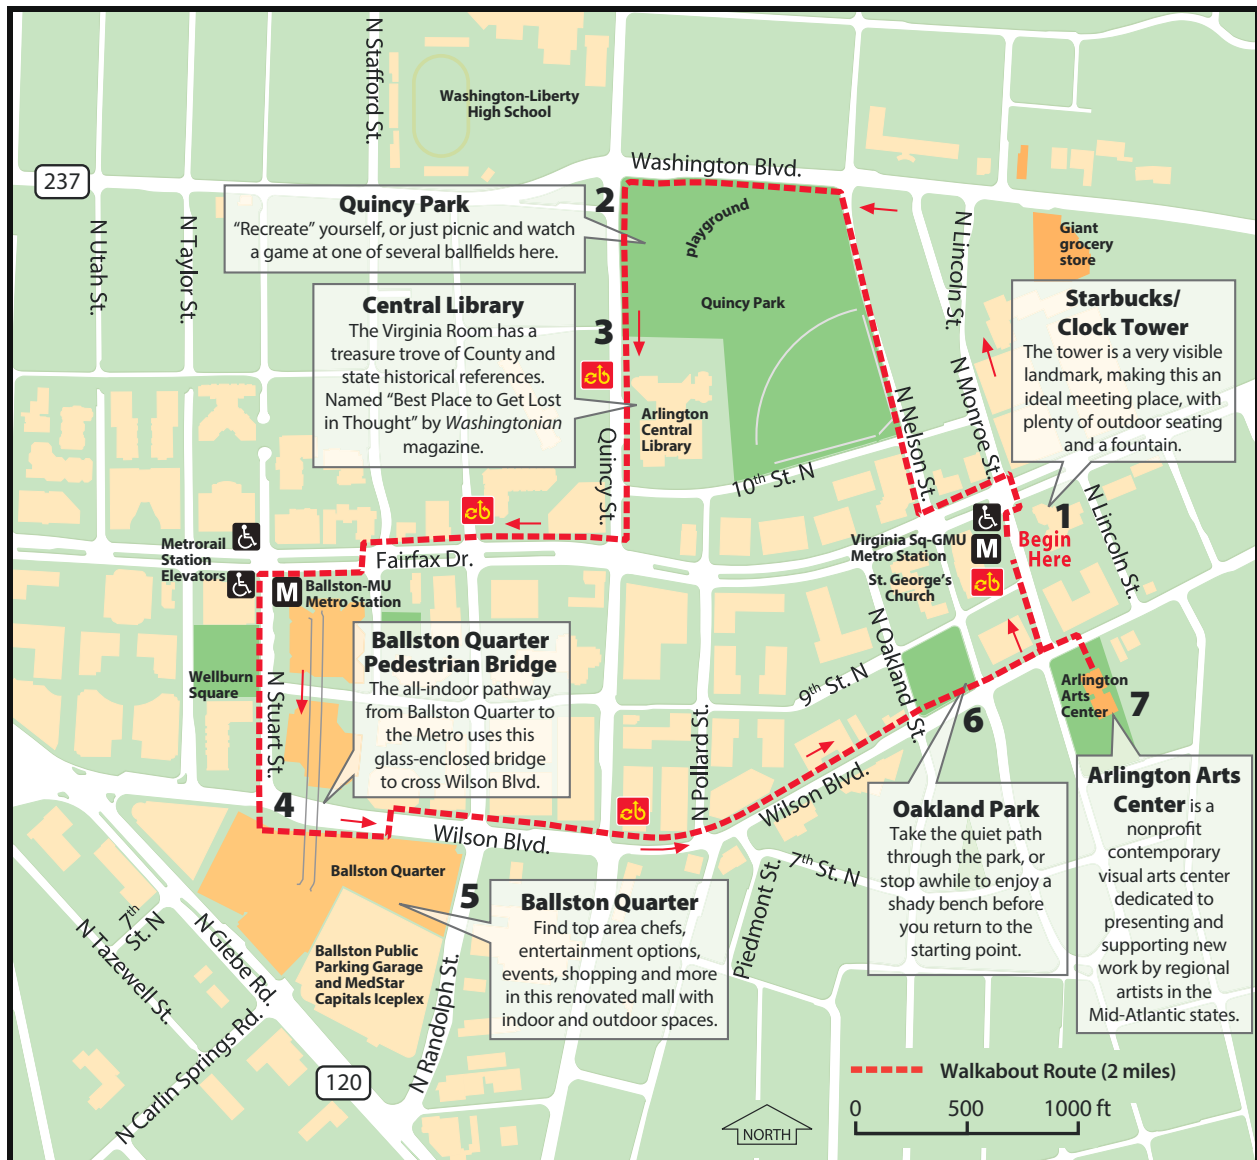 N Stafford St.
Washington-Liberty
High School
Washington Blvd.
237
2
Quincy Park
“Recreate” yourself, or just picnic and watch
a game at one of several ballfields here.
playground
Quincy Park
N Utah St.
N Taylor St.
N Lincoln St.
Giant
grocery
store
Central Library
The Virginia Room has a
treasure trove of County and
state historical references.
Named “Best Place to Get Lost
in Thought” by Washingtonian
magazine.
3
Starbucks/
Clock Tower
The tower is a very visible
landmark, making this an
ideal meeting place, with
plenty of outdoor seating
and a fountain.
Arlington
Central
Library
Quincy St.
10th St. N
N Nelson St.
N Monroe St.
N Lincoln St.
1
Begin
Here
Virginia Sq-GMU
Metro Station
M
St. George’s
Church
Metrorail
Station
Elevators
Fairfax Dr.
M
Ballston-MU
Metro Station
Ballston Quarter
Pedestrian Bridge
The all-indoor pathway
from Ballston Quarter to
the Metro uses this
glass-enclosed bridge
to cross Wilson Blvd.
Wellburn
Square
N Stuart St.
N Oakland St.
9th St. N
N Pollard St.
6
Arlington
Arts
Center
7
4
Wilson Blvd.
Wilson Blvd.
Oakland Park
Take the quiet path
through the park, or
stop awhile to enjoy a
shady bench before
you return to the
starting point.
Arlington Arts
Center is a
nonprofit
contemporary
visual arts center
dedicated to
presenting and
supporting new
work by regional
artists in the
Mid-Atlantic states.
Ballston Quarter
5
Ballston Quarter
Find top area chefs,
entertainment options,
events, shopping and more
in this renovated mall with
indoor and outdoor spaces.
7th St. N
Piedmont St.
7th
St. N
N Tazewell St.
N Glebe Rd.
Ballston Public
Parking Garage
and MedStar
Capitals Iceplex
N Randolph St.
N Carlin Springs Rd.
120
Walkabout Route (2 miles)
NORTH
0 500 1000 ft